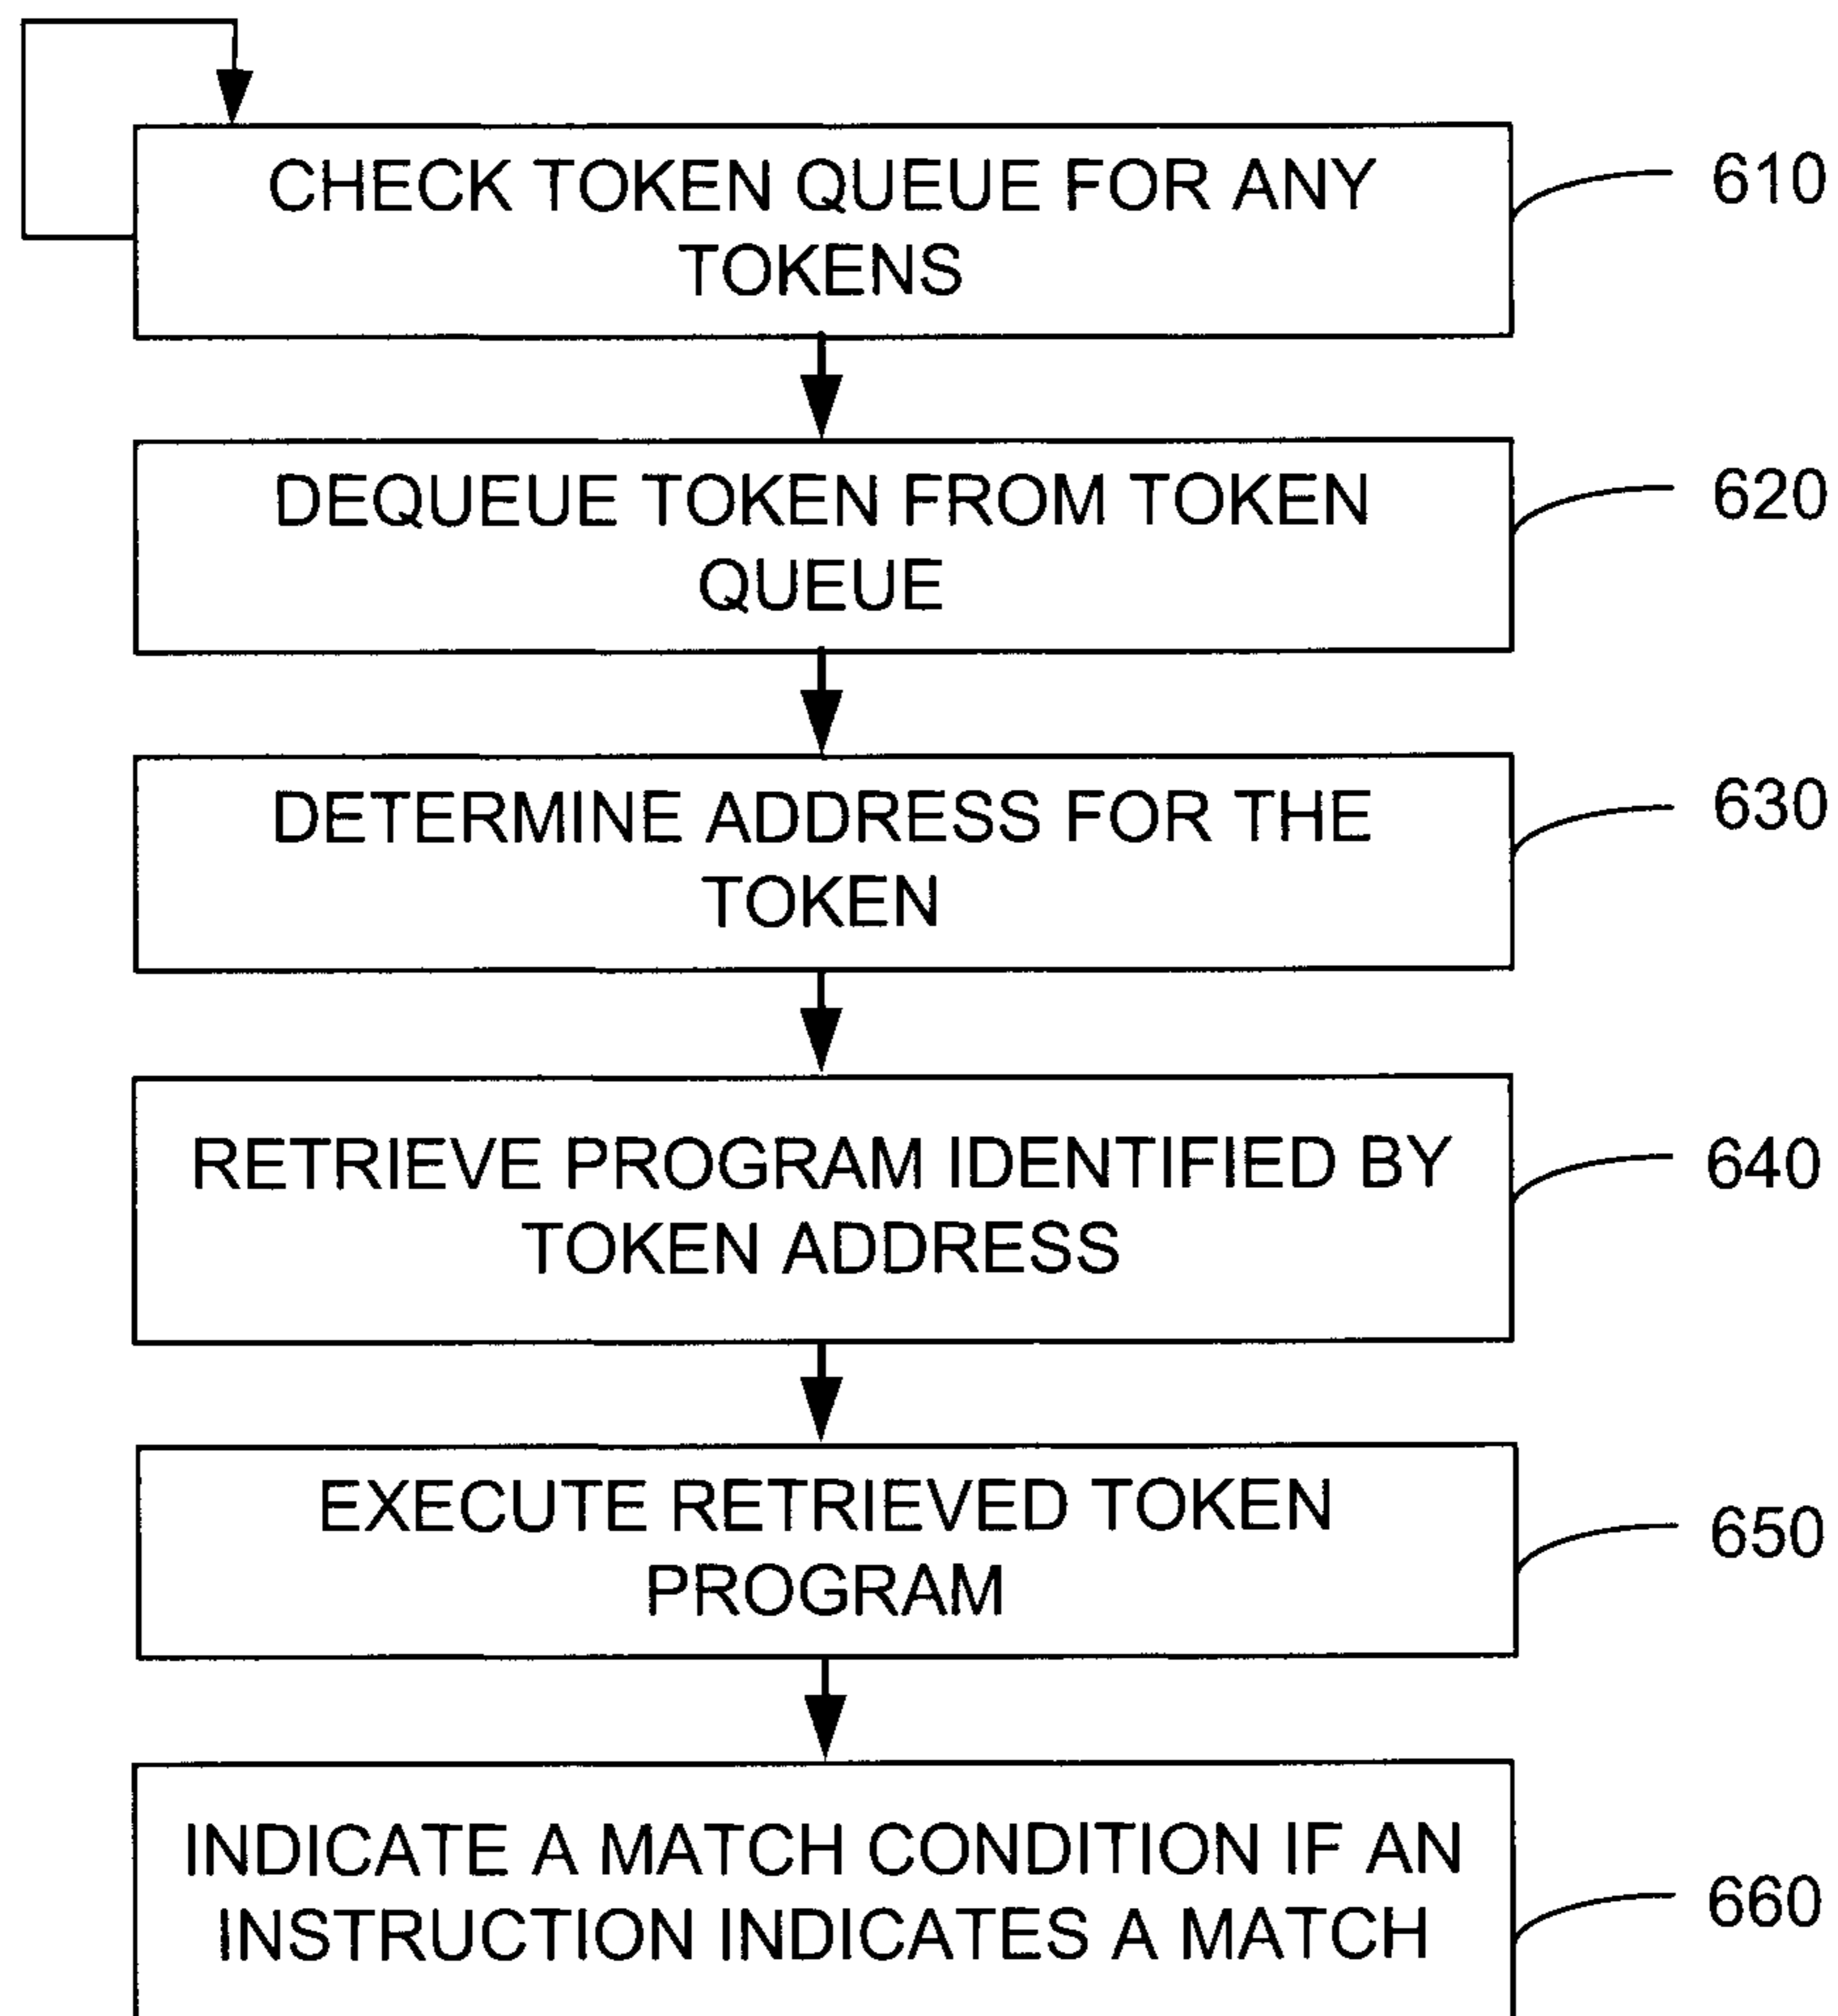 CHECK TOKEN QUEUE FOR ANY
TOKENS
610
DEQUEUE TOKEN FROM TOKEN
QUEUE
620
DETERMINE ADDRESS FOR THE
TOKEN
630
RETRIEVE PROGRAM IDENTIFIED BY
TOKEN ADDRESS
640
EXECUTE RETRIEVED TOKEN
PROGRAM
650
INDICATE A MATCH CONDITION IF AN
INSTRUCTION INDICATES A MATCH
660